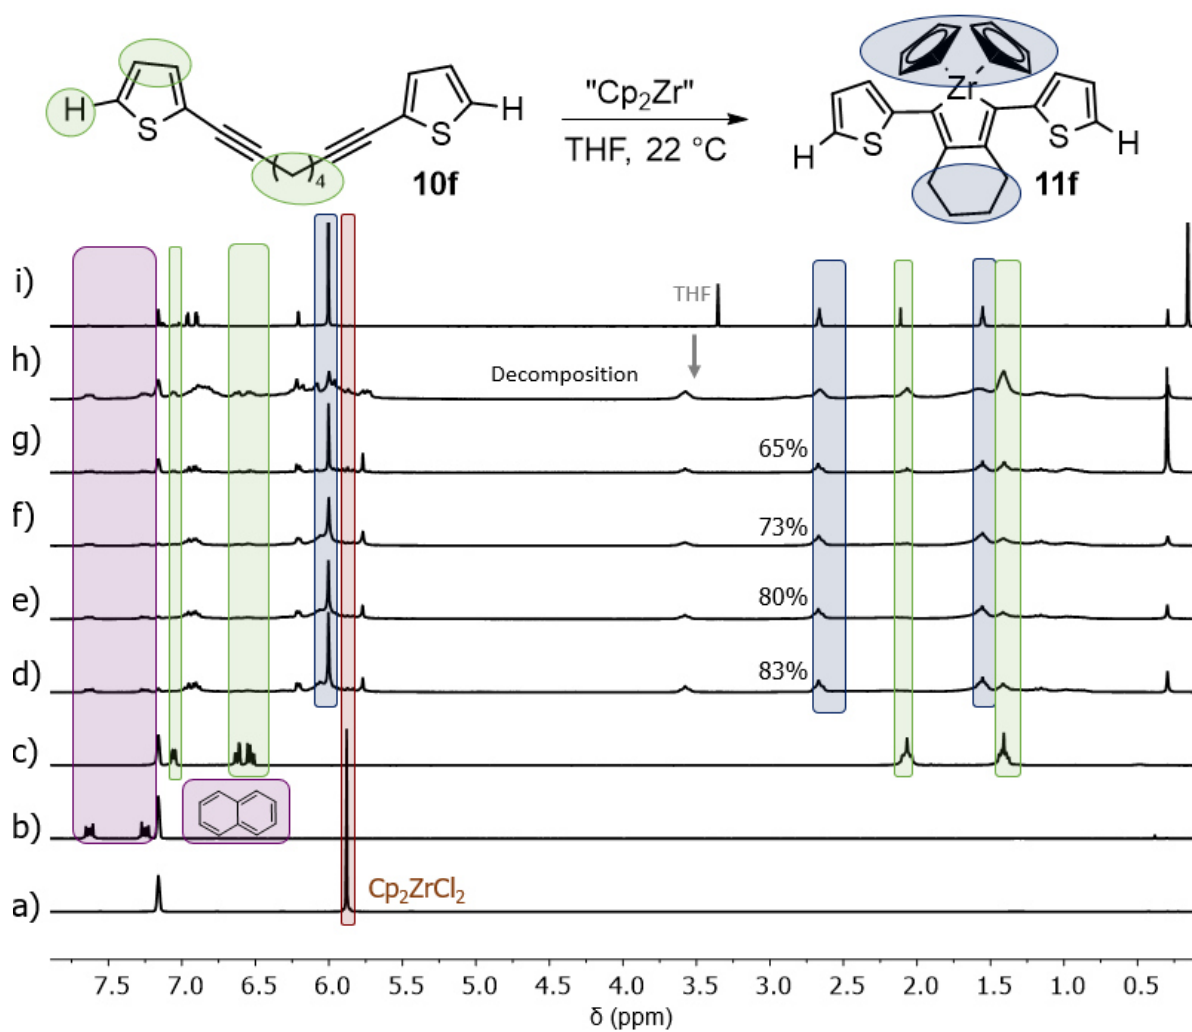 H
S
S
H
4
10f
"Cp2Zr"
THF, 22 °C
Zr
H
S
S
H
11f
i)
THF
h)
Decomposition
g)
65%
f)
73%
e)
80%
d)
83%
c)
b)
a)
Cp2ZrCl2
7.5 7.0 6.5 6.0 5.5 5.0 4.5 4.0 3.5 3.0 2.5 2.0 1.5 1.0 0.5
δ (ppm)